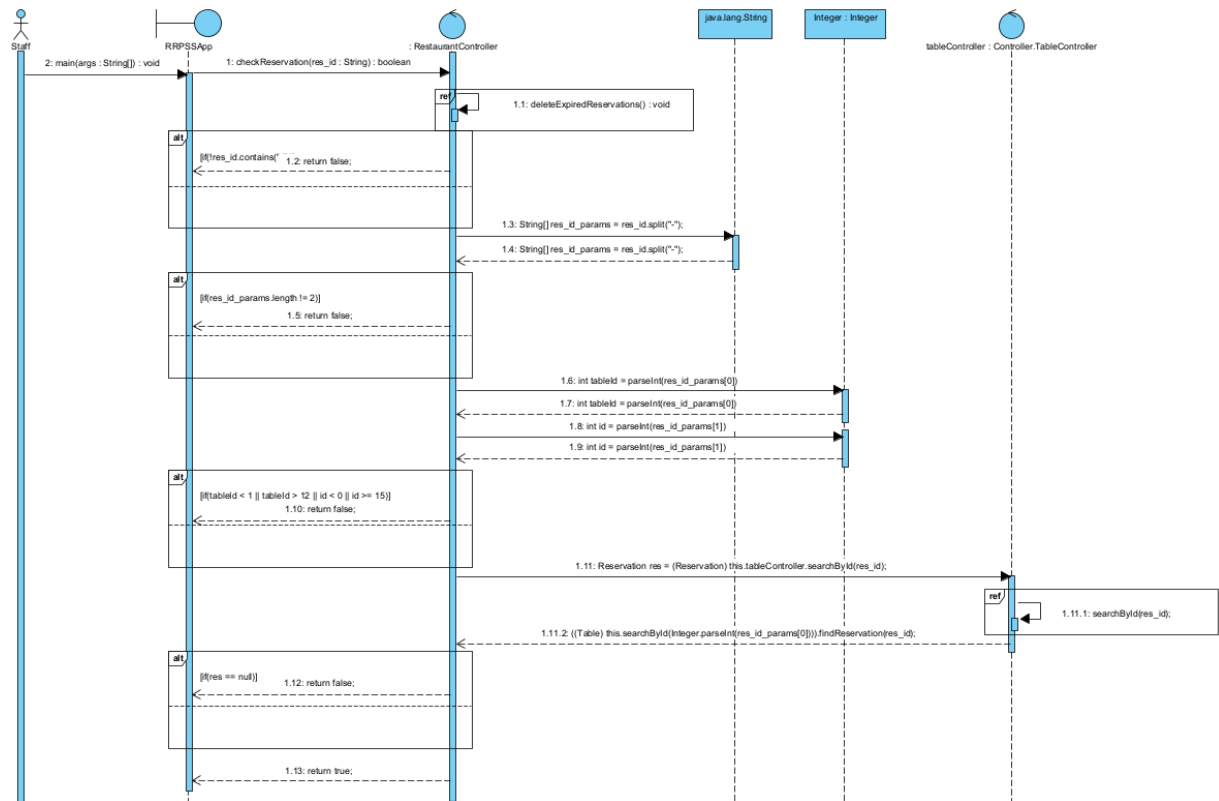 java.lang.String
Integer : Integer
Staff
RRPSSApp
: RestaurantController
tableController : Controller.TableController
2: main(args : String[]) : void
1: checkReservation(res_id : String) : boolean
ref
1.1: deleteExpiredReservations() : void
alt
[if(!res_id.contains("
1.2: return false;
1.3: String[] res_id_params = res_id.split("-");
1.4: String[] res_id_params = res_id.split("-");
alt
[if(res_id_params.length != 2)]
1.5: return false;
1.6: int tableId = parseInt(res_id_params[0])
1.7: int tableId = parseInt(res_id_params[0])
1.8: int id = parseInt(res_id_params[1])
1.9: int id = parseInt(res_id_params[1])
alt
[if(tableId < 1 || tableId > 12 || id < 0 || id >= 15)]
1.10: return false;
1.11: Reservation res = (Reservation) this.tableController.searchById(res_id);
ref
1.11.1: searchById(res_id);
1.11.2: ((Table) this.searchById(Integer.parseInt(res_id_params[0]))).findReservation(res_id);
alt
[if(res == null)]
1.12: return false;
1.13: return true;